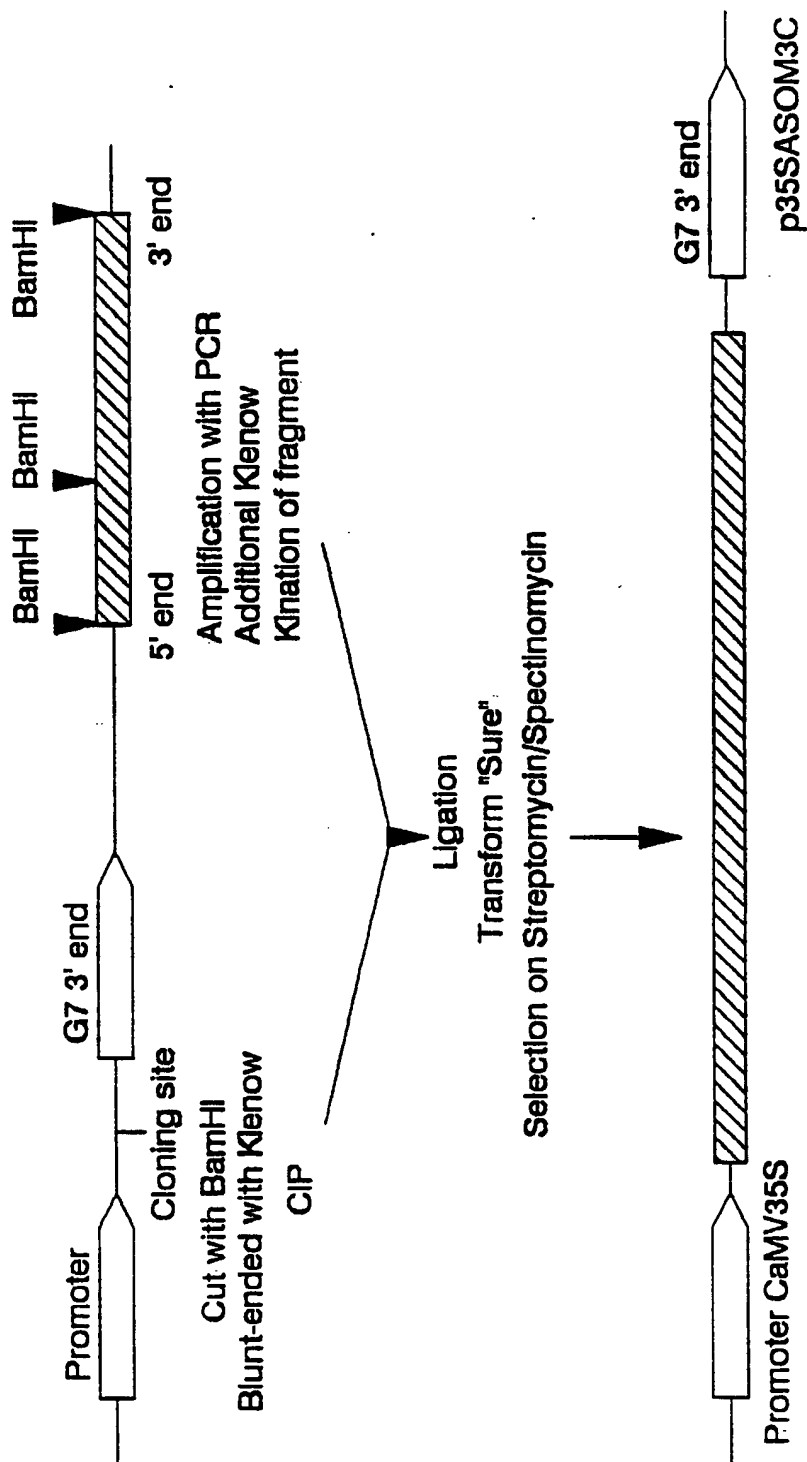 Promoter
G7 3' end
BamHI
BamHI
BamHI
Cloning site
5' end
3' end
Cut with BamHI
Blunt-ended with Klenow
CIP
Amplification with PCR
Additional Klenow
Kination of fragment
Ligation
Transform "Sure"
Selection on Streptomycin/Spectinomycin
G7 3' end
Promoter CaMV35S
p35SASOM3C